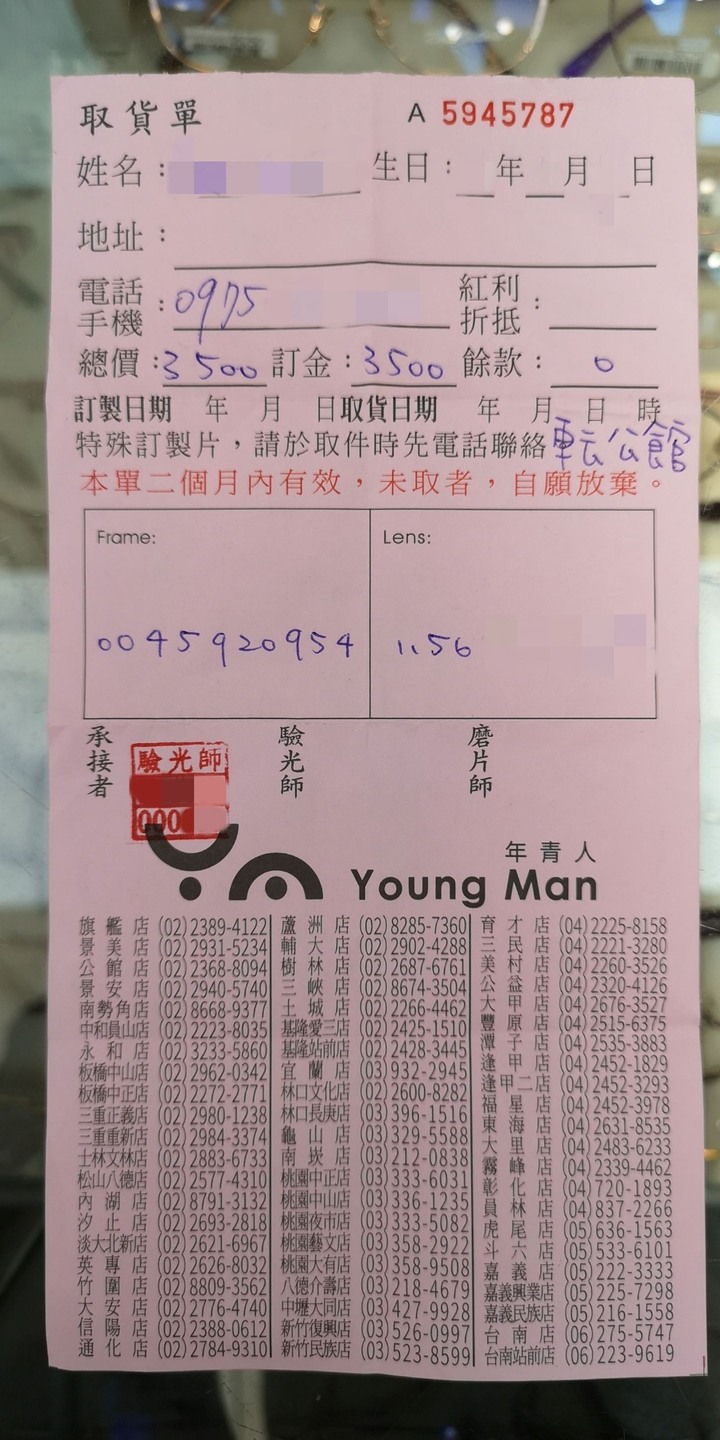 取貨單 A 5945787
姓名： 生日： 年 月 日
地址：
電話 手機：0975 紅利 折抵：
總價：3500 訂金：3500 餘款：0
訂製日期 年 月 日取貨日期 年 月 日 時
特殊訂製片，請於取件時先電話聯絡 轉公館
本單二個月內有效，未取者，自願放棄。
Frame: Lens:
0045920954 1.56
承接者 驗光師 驗光師 磨片師
000
年青人
Young Man
旗艦店 (02)2389-4122 蘆洲店 (02)8285-7360 育才店 (04)2225-8158
景美店 (02)2931-5234 輔大店 (02)2902-4288 三民店 (04)2221-3280
公館店 (02)2368-8094 樹林店 (02)2687-6761 美村店 (04)2260-3526
景安店 (02)2940-5740 三峽店 (02)8674-3504 公益店 (04)2320-4126
南勢角店 (02)8668-9377 土城店 (02)2266-4462 大甲店 (04)2676-3527
中和員山店 (02)2223-8035 基隆愛三店 (02)2425-1510 豐原店 (04)2515-6375
永和店 (02)3233-5860 基隆站前店 (02)2428-3445 潭子店 (04)2535-3883
板橋中山店 (02)2962-0342 宜蘭店 (03)932-2945 逢甲店 (04)2452-1829
板橋中正店 (02)2272-2771 林口文化店 (02)2600-8282 逢甲二店 (04)2452-3293
三重正義店 (02)2980-1238 林口長庚店 (03)396-1516 福星店 (04)2452-3978
三重重新店 (02)2984-3374 龜山店 (03)329-5588 東海店 (04)2631-8535
士林文林店 (02)2883-6733 南崁店 (03)212-0838 大里店 (04)2483-6233
松山八德店 (02)2577-4310 桃園中正店 (03)333-6031 霧峰店 (04)2339-4462
內湖店 (02)8791-3132 桃園中山店 (03)336-1235 彰化店 (04)720-1893
汐止店 (02)2693-2818 桃園夜市店 (03)333-5082 員林店 (04)837-2266
淡大北新店 (02)2621-6967 桃園藝文店 (03)358-2922 虎尾店 (05)636-1563
英專店 (02)2626-8032 桃園大有店 (03)358-9508 斗六店 (05)533-6101
竹圍店 (02)8809-3562 八德介壽店 (03)218-4679 嘉義店 (05)222-3333
大安店 (02)2776-4740 中壢大同店 (03)427-9928 嘉義興業店 (05)225-7298
信陽店 (02)2388-0612 新竹復興店 (03)526-0997 嘉義民族店 (05)216-1558
通化店 (02)2784-9310 新竹民族店 (03)523-8599 台南店 (06)275-5747
台南站前店 (06)223-9619